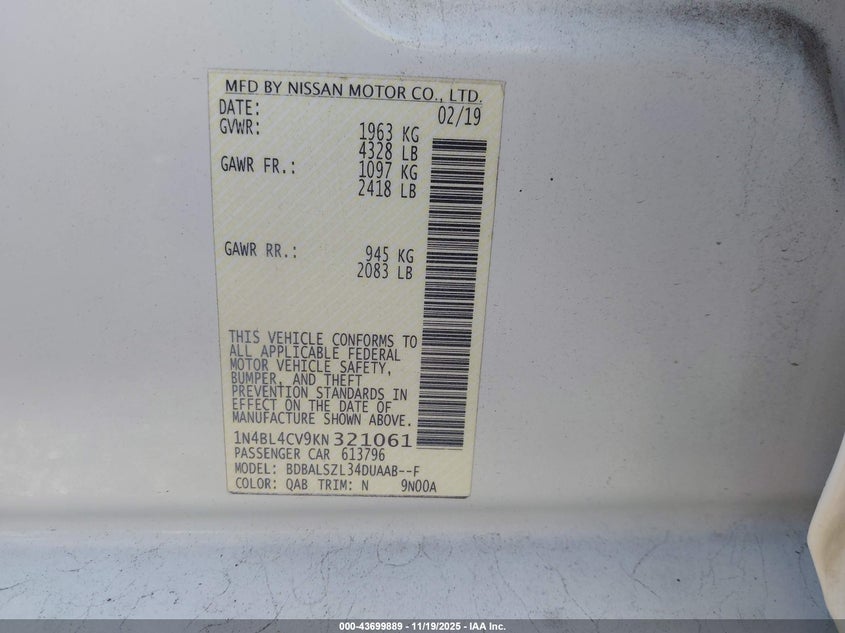 MFD BY NISSAN MOTOR CO., LTD.
DATE: 02/19
GVWR: 1963 KG
4328 LB
GAWR FR.: 1097 KG
2418 LB
GAWR RR.: 945 KG
2083 LB
THIS VEHICLE CONFORMS TO
ALL APPLICABLE FEDERAL
MOTOR VEHICLE SAFETY,
BUMPER, AND THEFT
PREVENTION STANDARDS IN
EFFECT ON THE DATE OF
MANUFACTURE SHOWN ABOVE.
1N4BL4CV9KN 321061
PASSENGER CAR 613796
MODEL: BDBALSZL34DUAAB--F
COLOR: QAB TRIM: N 9N00A
000-43699889 - 11/19/2025 - IAA Inc.